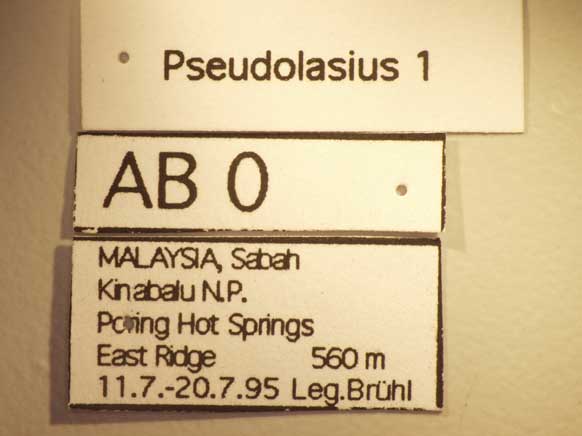 Pseudolasius 1
AB 0
MALAYSIA, Sabah
Kinabalu N.P.
Poring Hot Springs
East Ridge 560 m
11.7.-20.7.95 Leg.Brühl